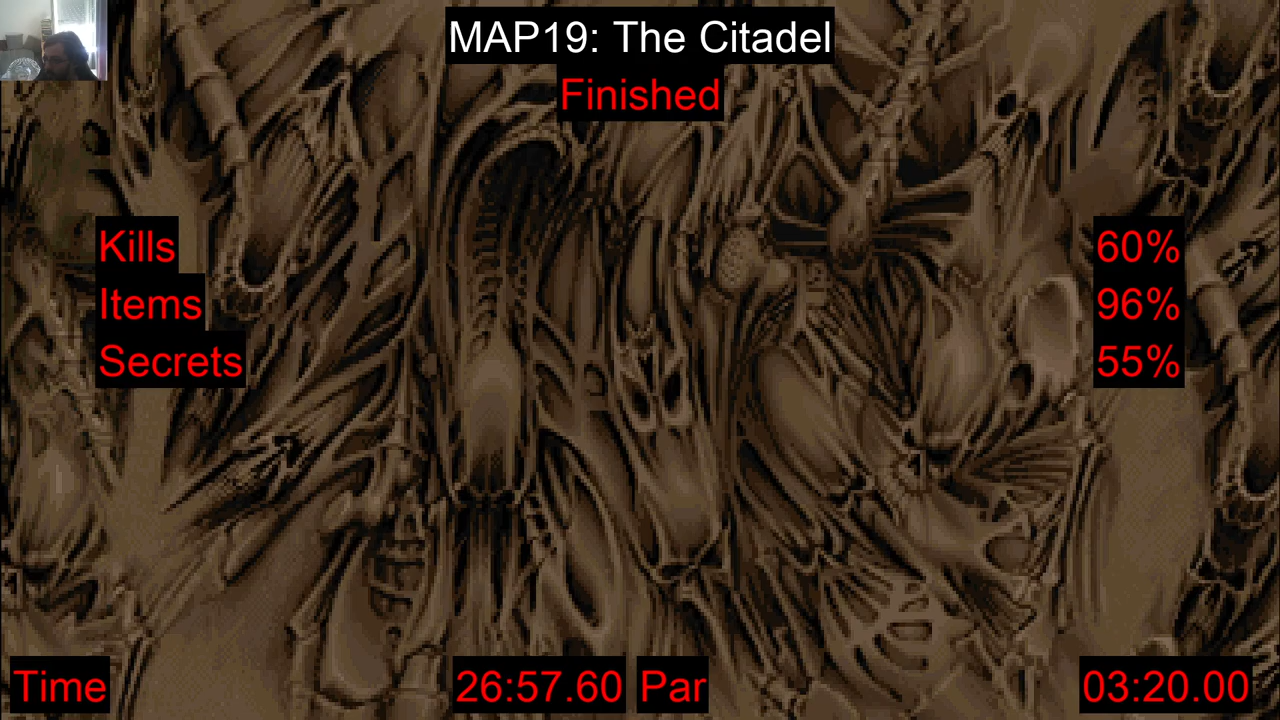 MAP19: The Citadel
Finished
Kills 60%
Items 96%
Secrets 55%
Time 26:57.60 Par 03:20.00